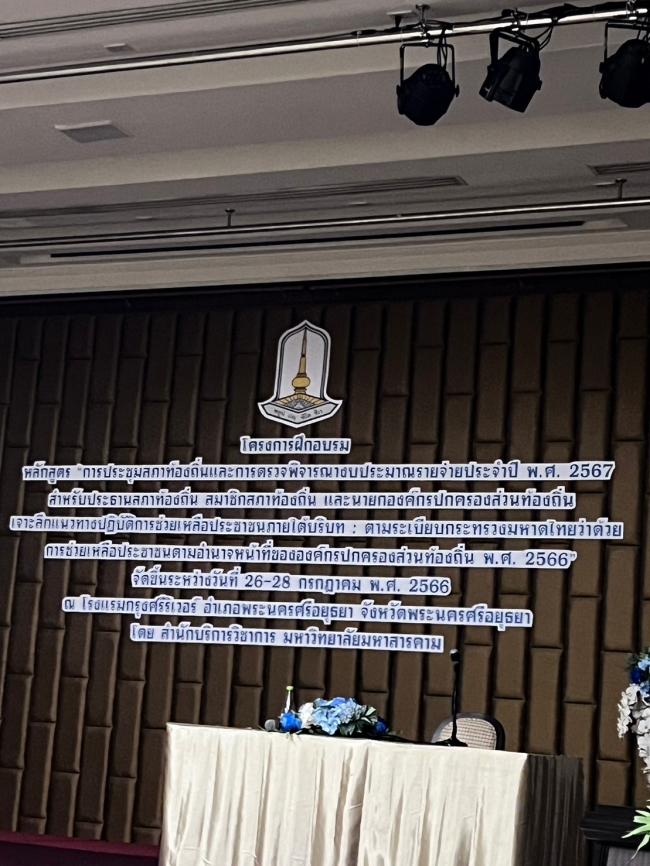 โครงการฝึกอบรม
หลักสูตร "การประชุมสภาท้องถิ่นและการตรวจพิจารณางบประมาณรายจ่ายประจำปี พ.ศ. 2567
สำหรับประธานสภาท้องถิ่น สมาชิกสภาท้องถิ่น และนายกองค์กรปกครองส่วนท้องถิ่น
เจาะลึกแนวทางปฏิบัติการช่วยเหลือประชาชนภายใต้บริบท : ตามระเบียบกระทรวงมหาดไทยว่าด้วย
การช่วยเหลือประชาชนตามอำนาจหน้าที่ขององค์กรปกครองส่วนท้องถิ่น พ.ศ. 2566"
จัดขึ้นระหว่างวันที่ 26-28 กรกฎาคม พ.ศ. 2566
ณ โรงแรมกรุงศรีริเวอร์ อำเภอพระนครศรีอยุธยา จังหวัดพระนครศรีอยุธยา
โดย สำนักบริการวิชาการ มหาวิทยาลัยมหาสารคาม